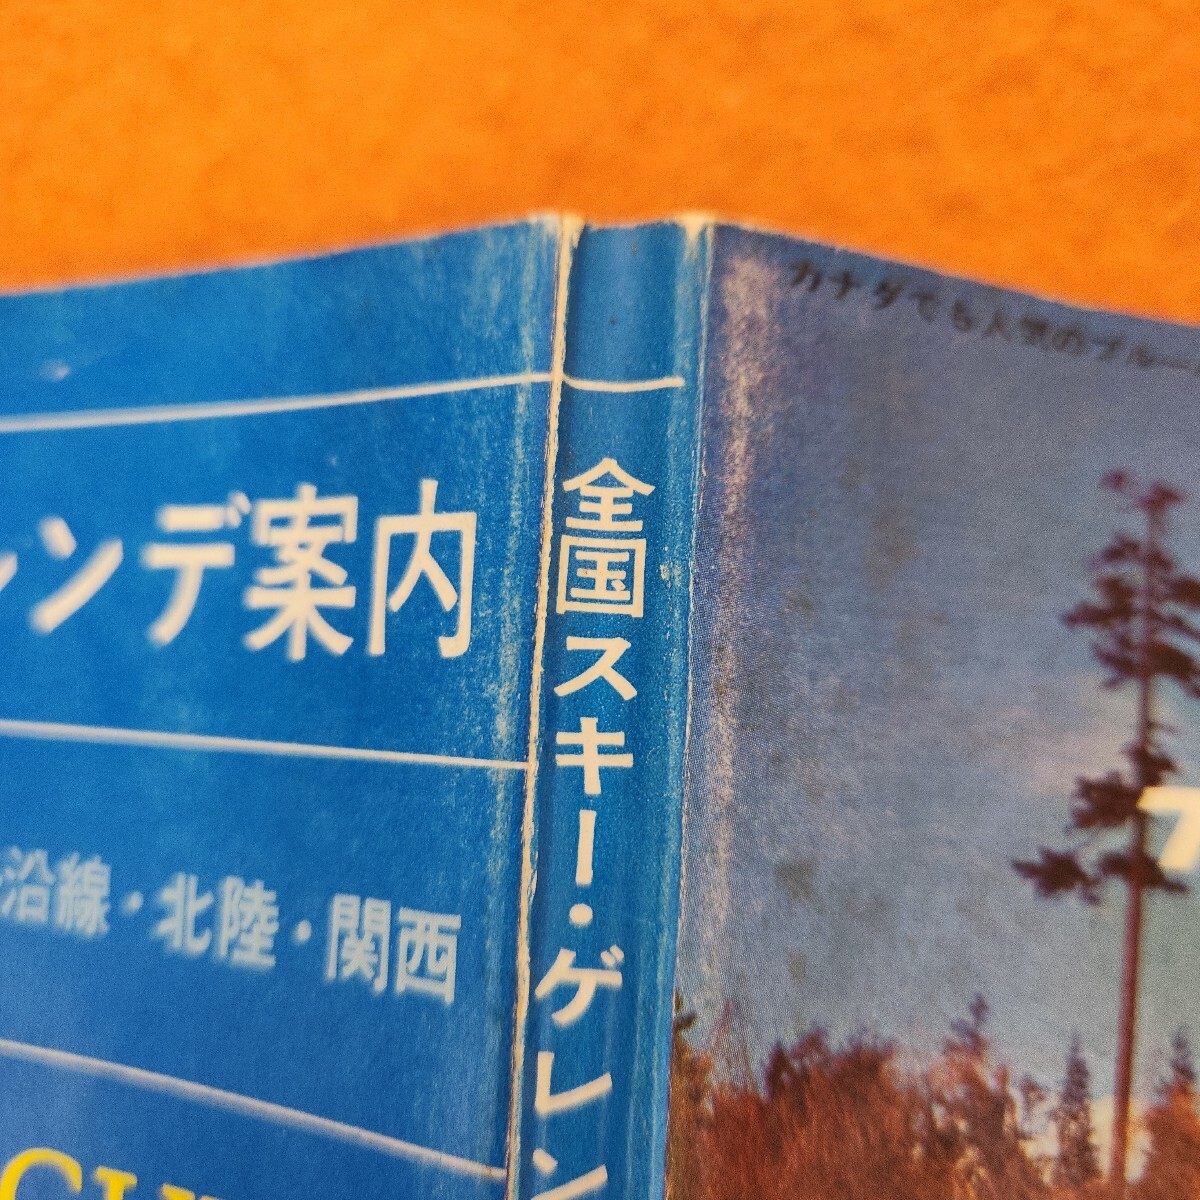 レンデ案内
沿線・北陸・関西
全国スキー・ゲレン
カナダでも人気のブルー